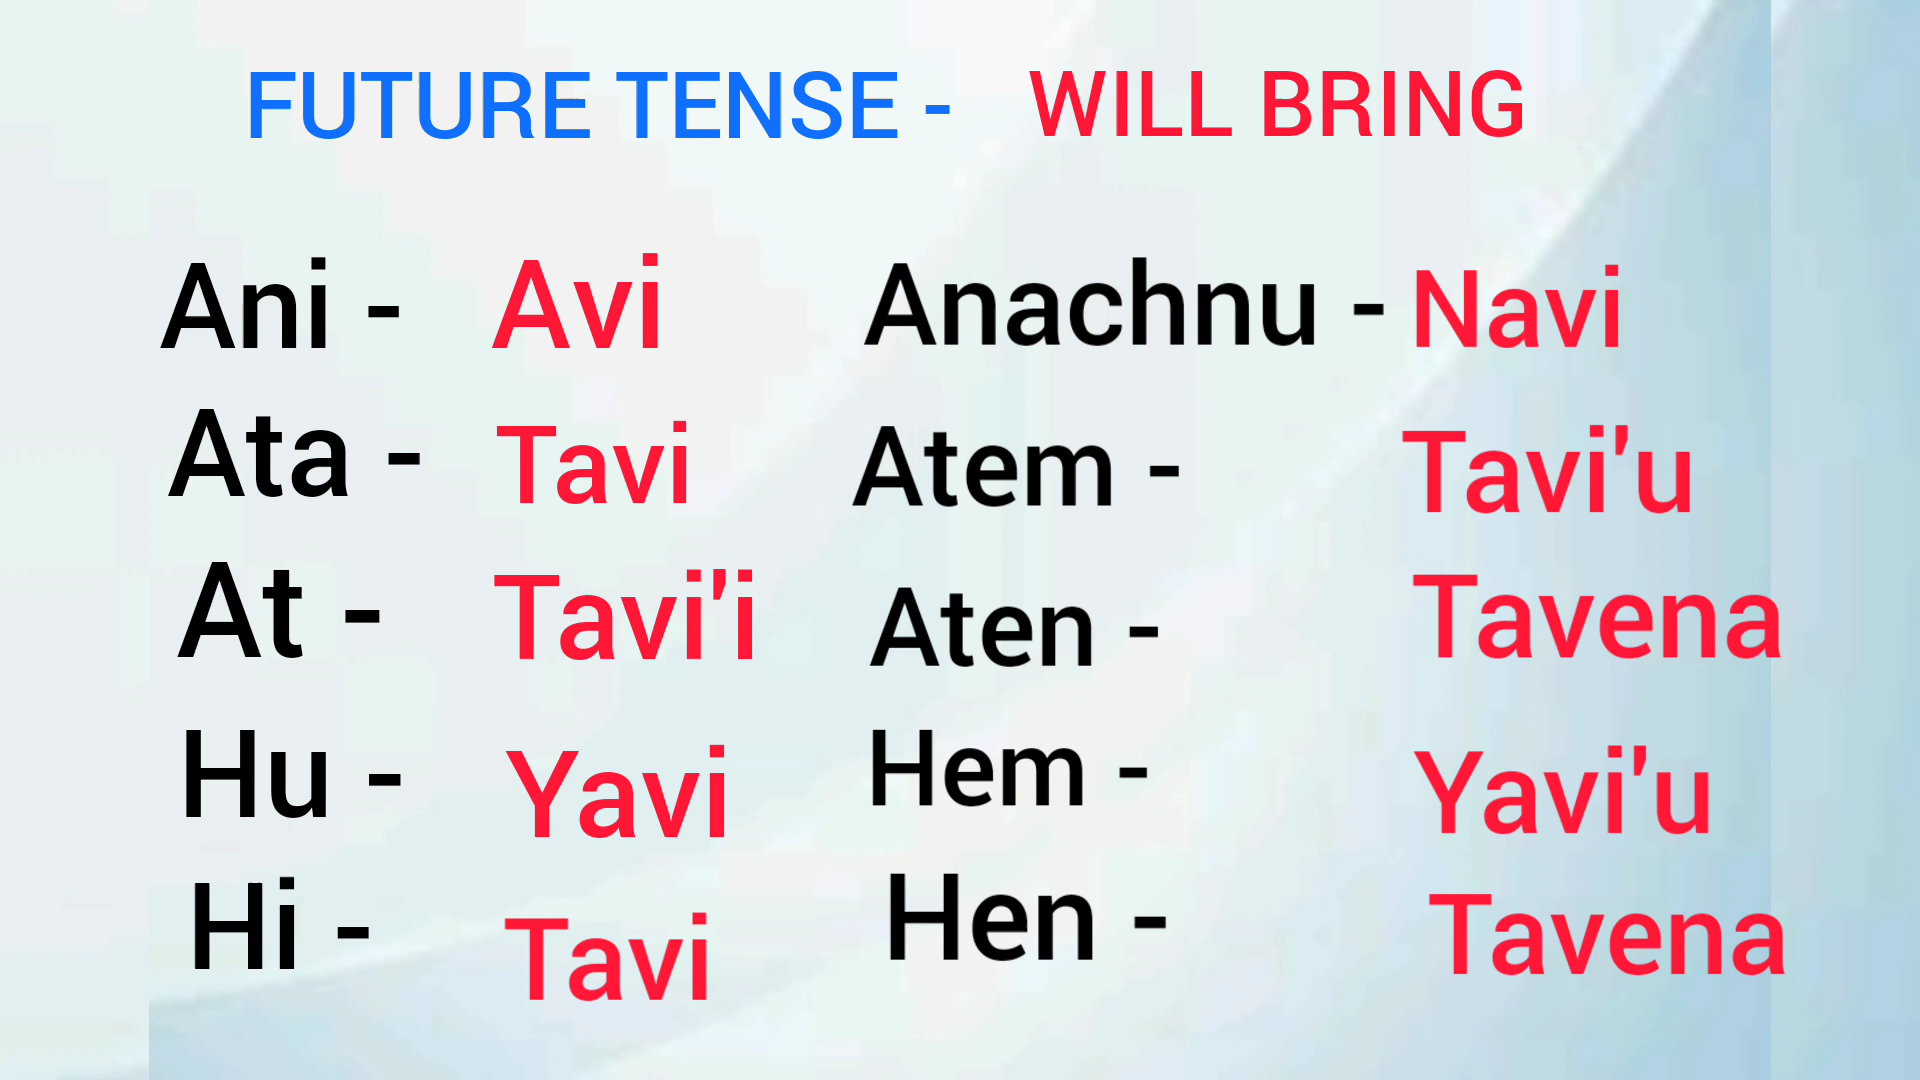 FUTURE TENSE - WILL BRING
Ani - Avi
Ata - Tavi
At - Tavi'i
Hu - Yavi
Hi - Tavi
Anachnu - Navi
Atem - Tavi'u
Aten - Tavena
Hem - Yavi'u
Hen - Tavena